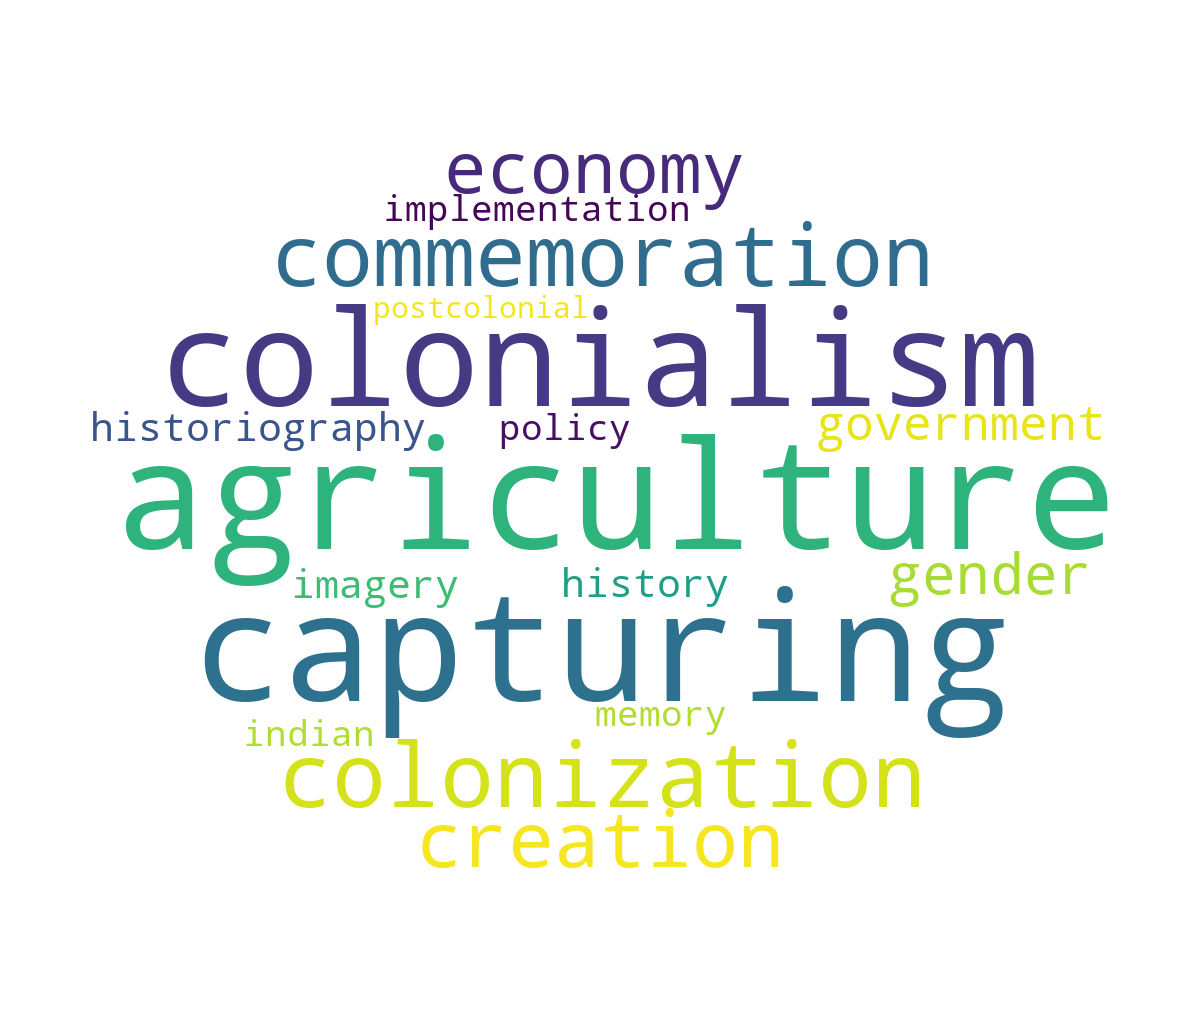 economy
implementation
commemoration
postcolonial
colonialism
historiography policy government
agriculture
imagery history gender
capturing
indian memory
colonization
creation